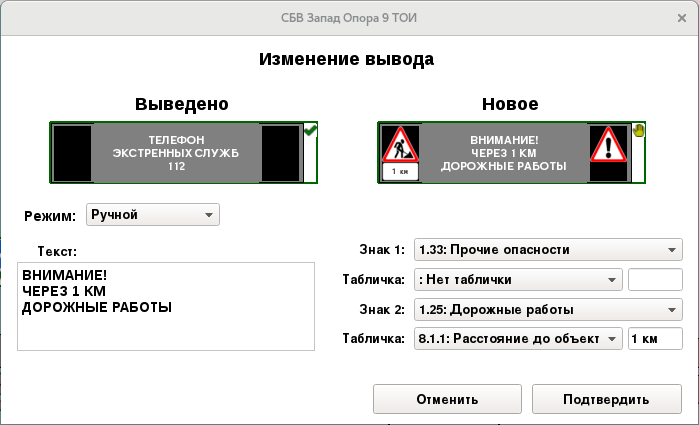 СБВ Запад Опора 9 ТОИ
Изменение вывода
Выведено
Новое
ТЕЛЕФОН
ЭКСТРЕННЫХ СЛУЖБ
112
1 км
ВНИМАНИЕ!
ЧЕРЕЗ 1 КМ
ДОРОЖНЫЕ РАБОТЫ
Режим: Ручной
Текст:
ВНИМАНИЕ!
ЧЕРЕЗ 1 КМ
ДОРОЖНЫЕ РАБОТЫ
Знак 1: 1.33: Прочие опасности
Табличка: : Нет таблички
Знак 2: 1.25: Дорожные работы
Табличка: 8.1.1: Расстояние до объект 1 км
Отменить Подтвердить